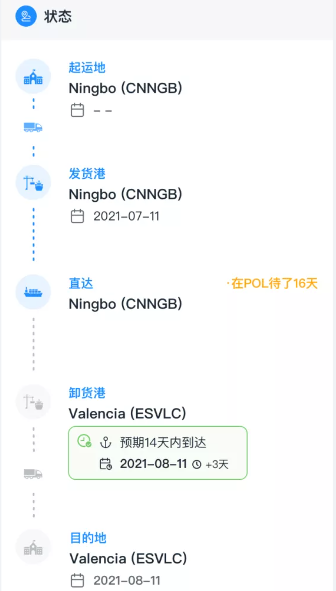 状态
起运地
Ningbo (CNNGB)
– –
发货港
Ningbo (CNNGB)
2021-07-11
直达 ·在POL待了16天
Ningbo (CNNGB)
卸货港
Valencia (ESVLC)
预期14天内到达
2021-08-11 +3天
目的地
Valencia (ESVLC)
2021-08-11